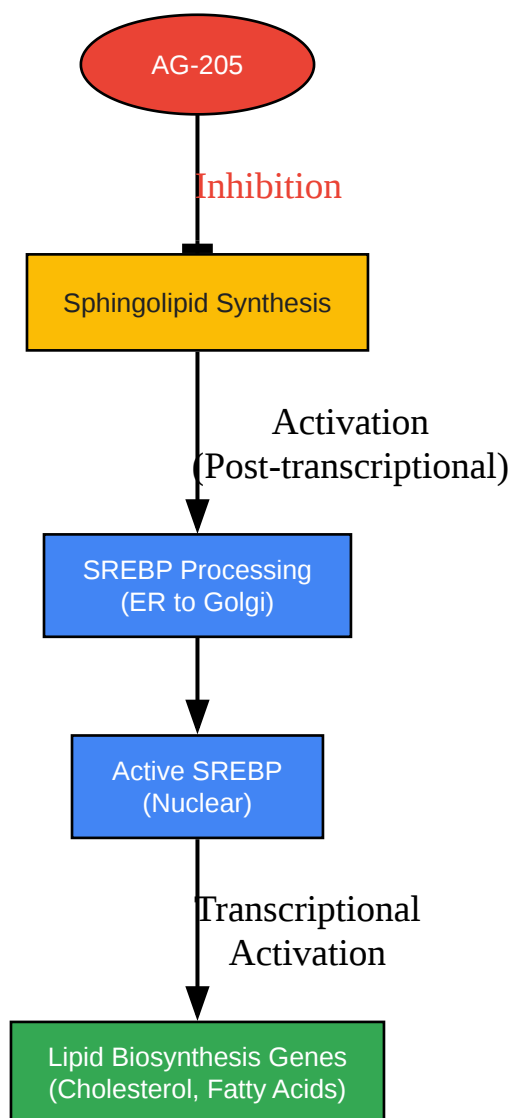 AG-205
Inhibition
Sphingolipid Synthesis
Activation
(Post-transcriptional)
SREBP Processing
(ER to Golgi)
Active SREBP
(Nuclear)
Transcriptional
Activation
Lipid Biosynthesis Genes
(Cholesterol, Fatty Acids)